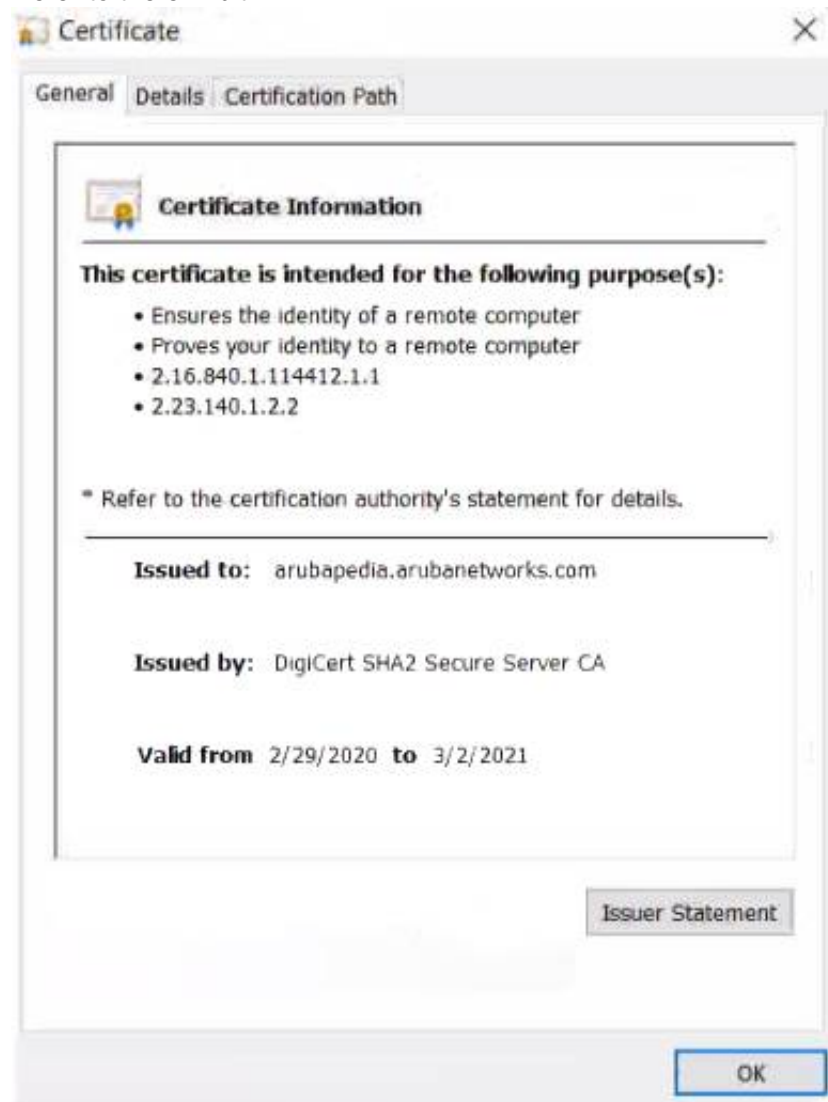 Certificate
General Details Certification Path
Certificate Information
This certificate is intended for the following purpose(s):
• Ensures the identity of a remote computer
• Proves your identity to a remote computer
• 2.16.840.1.114412.1.1
• 2.23.140.1.2.2
* Refer to the certification authority's statement for details.
Issued to: arubapedia.arubanetworks.com
Issued by: DigiCert SHA2 Secure Server CA
Valid from 2/29/2020 to 3/2/2021
Issuer Statement
OK